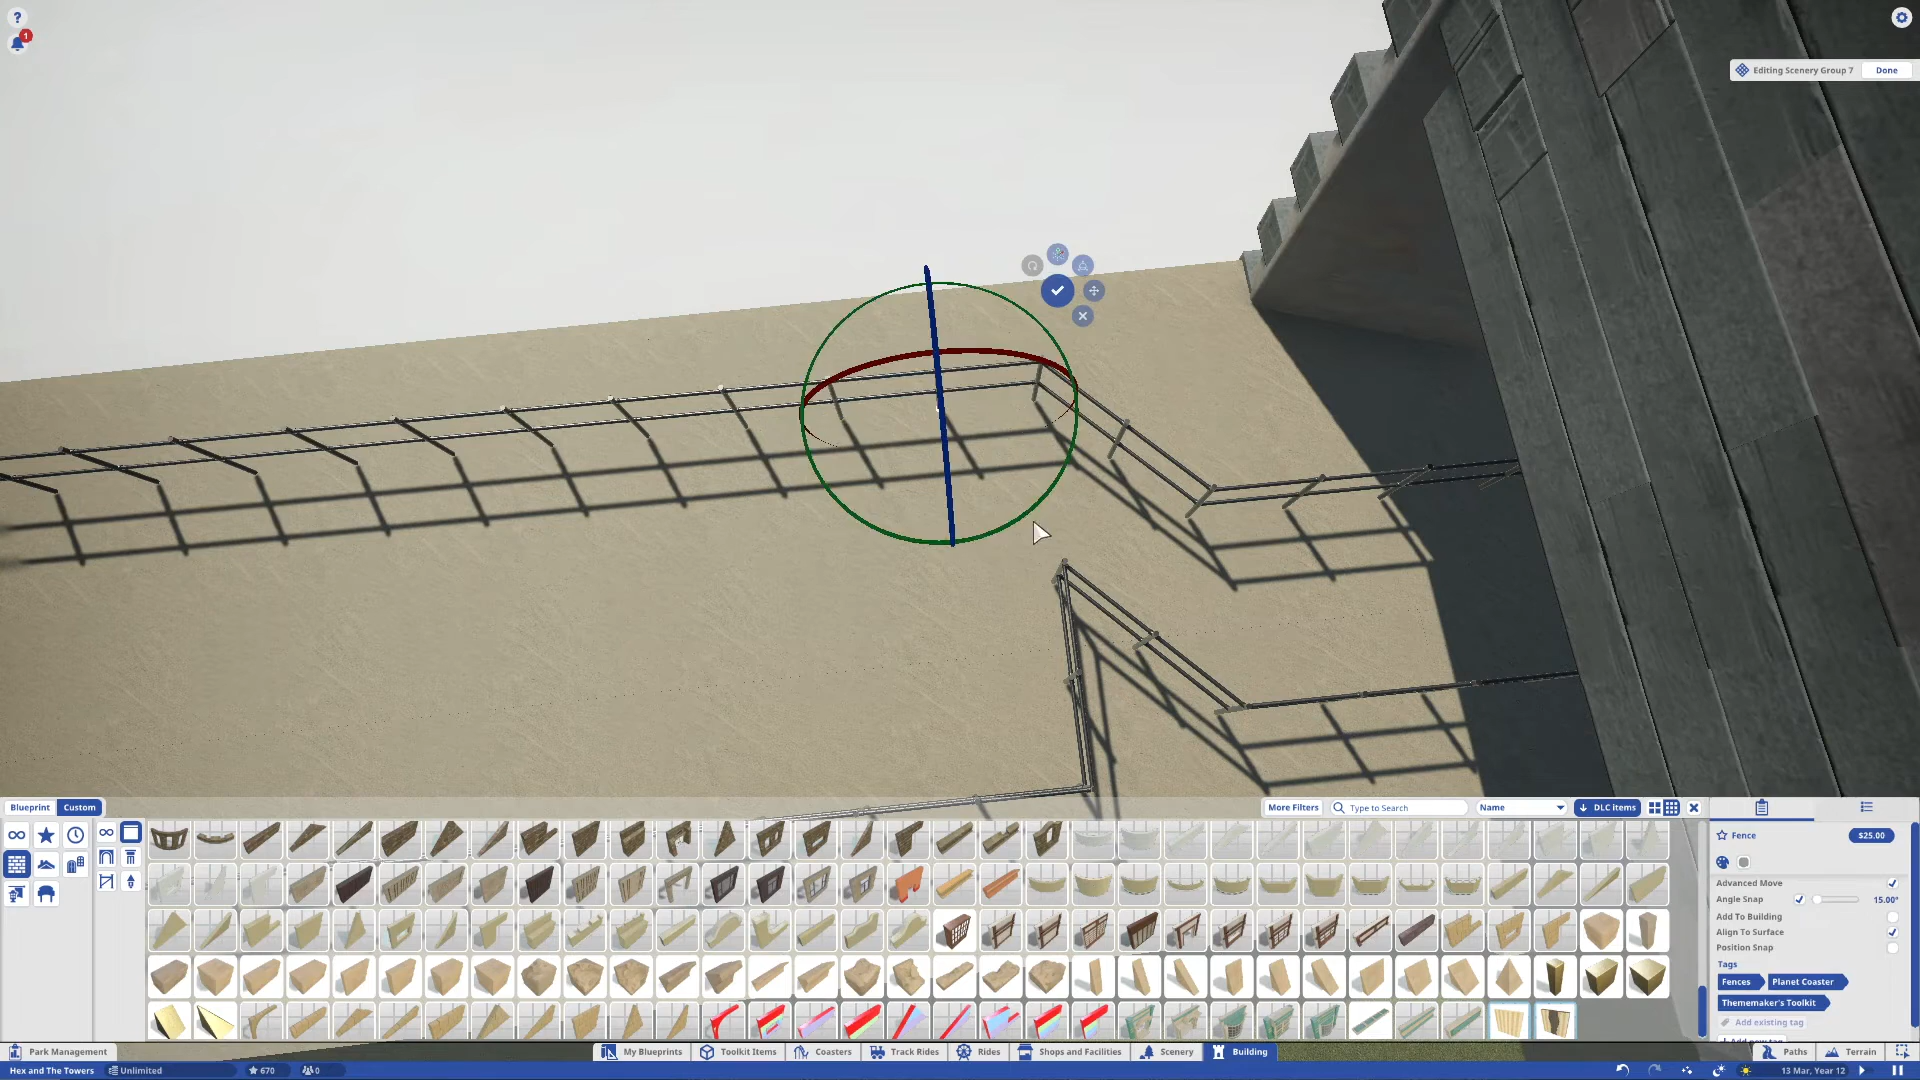 ?
1
Editing Scenery Group 7
Done
Blueprint
Custom
More Filters
Type to Search
Name
DLC items
Fence
$25.00
Advanced Move
Angle Snap
15.00°
Add To Building
Align To Surface
Position Snap
Tags
Fences
Planet Coaster
Thememaker's Toolkit
Add existing tag
Park Management
My Blueprints
Toolkit Items
Coasters
Track Rides
Rides
Shops and Facilities
Scenery
Building
Paths
Terrain
Hex and The Towers
Unlimited
670
0
13 Mar, Year 12